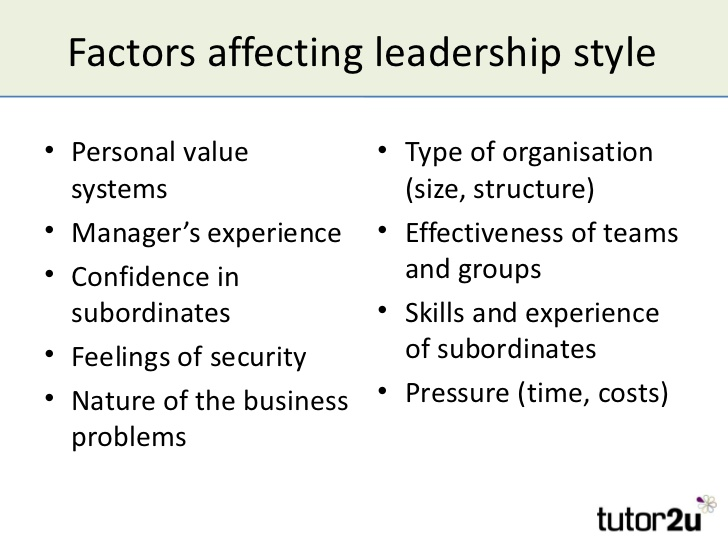 Factors affecting leadership style
• Personal value
systems
• Manager’s experience
• Confidence in
subordinates
• Feelings of security
• Nature of the business
problems
• Type of organisation
(size, structure)
• Effectiveness of teams
and groups
• Skills and experience
of subordinates
• Pressure (time, costs)
tutor2u